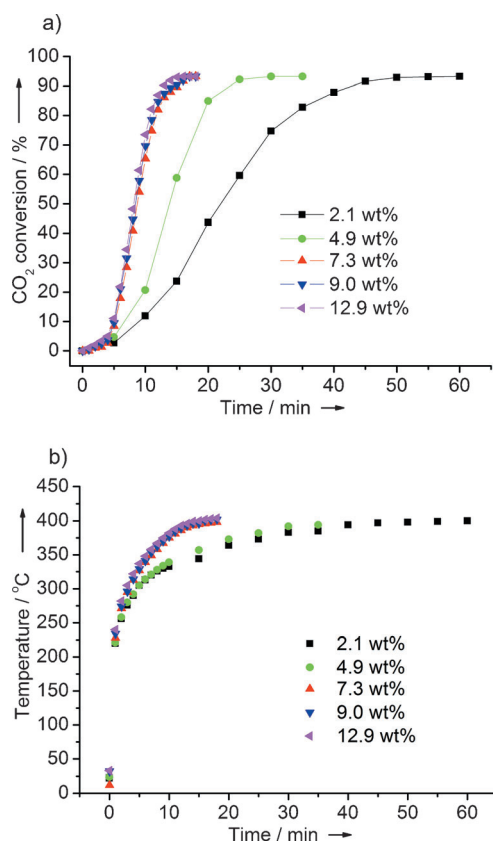 a)
CO2 conversion / %
100
90
80
70
60
50
40
30
20
10
0
2.1 wt%
4.9 wt%
7.3 wt%
9.0 wt%
12.9 wt%
0 10 20 30 40 50 60
Time / min
b)
Temperature / °C
450
400
350
300
250
200
150
100
50
0
2.1 wt%
4.9 wt%
7.3 wt%
9.0 wt%
12.9 wt%
0 10 20 30 40 50 60
Time / min